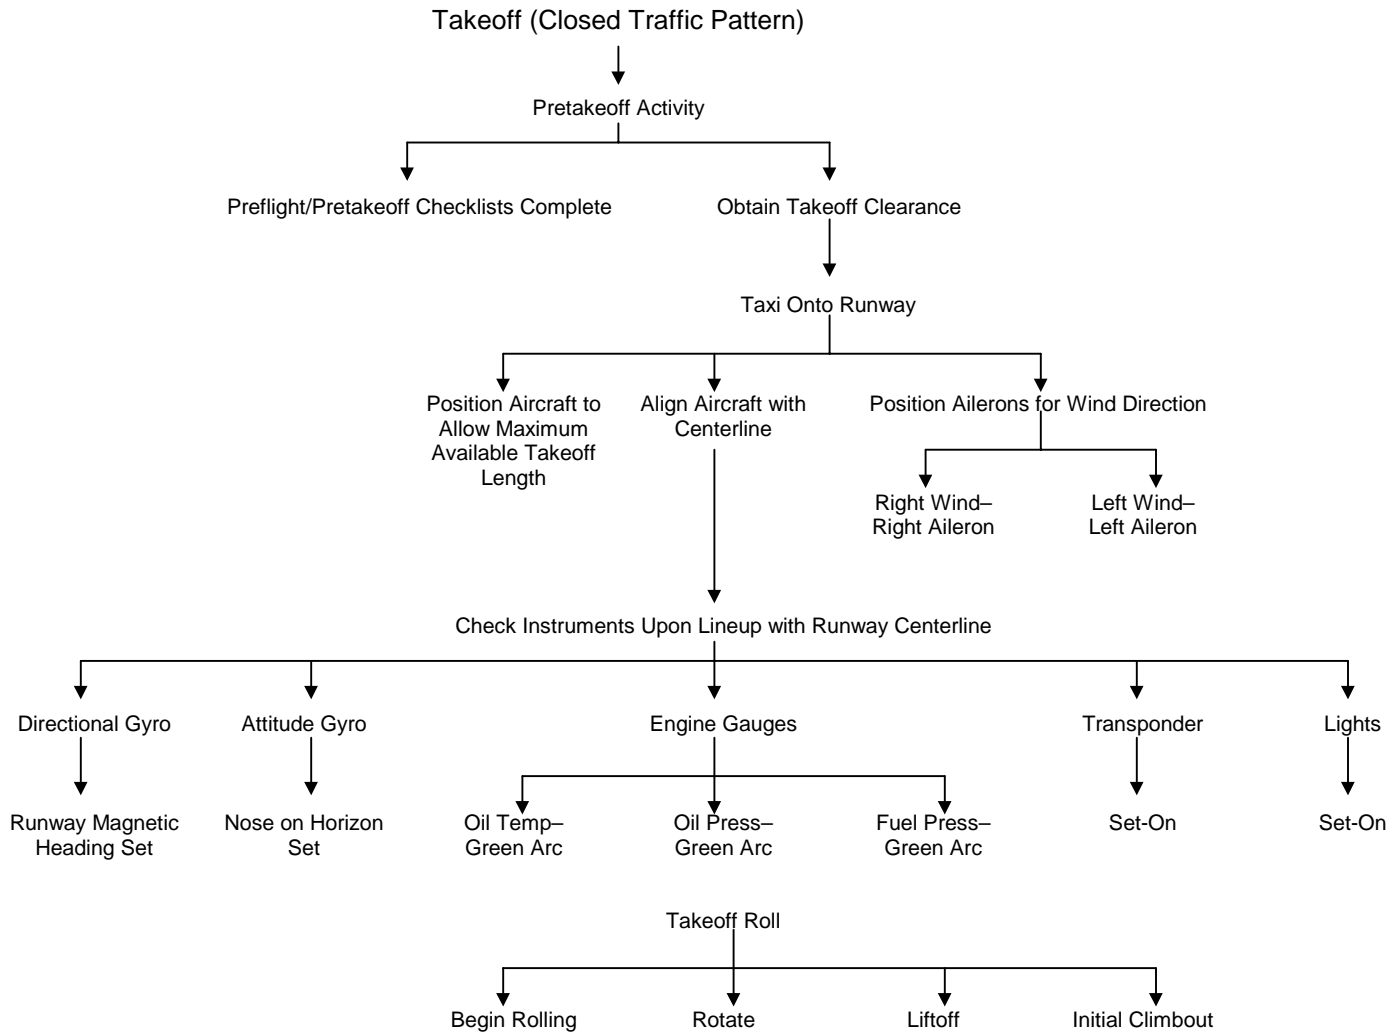 Takeoff (Closed Traffic Pattern)
Pretakeoff Activity
Preflight/Pretakeoff Checklists Complete
Obtain Takeoff Clearance
Taxi Onto Runway
Position Aircraft to
Allow Maximum
Available Takeoff
Length
Align Aircraft with
Centerline
Position Ailerons for Wind Direction
Right Wind–
Right Aileron
Left Wind–
Left Aileron
Check Instruments Upon Lineup with Runway Centerline
Directional Gyro
Attitude Gyro
Engine Gauges
Transponder
Lights
Runway Magnetic
Heading Set
Nose on Horizon
Set
Oil Temp–
Green Arc
Oil Press–
Green Arc
Fuel Press–
Green Arc
Set-On
Set-On
Takeoff Roll
Begin Rolling
Rotate
Liftoff
Initial Climbout